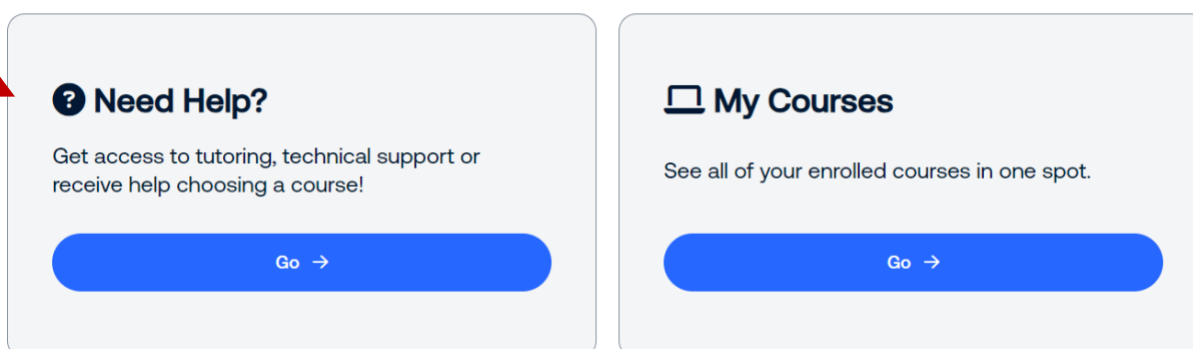 Need Help?
Get access to tutoring, technical support or
receive help choosing a course!
Go →
My Courses
See all of your enrolled courses in one spot.
Go →